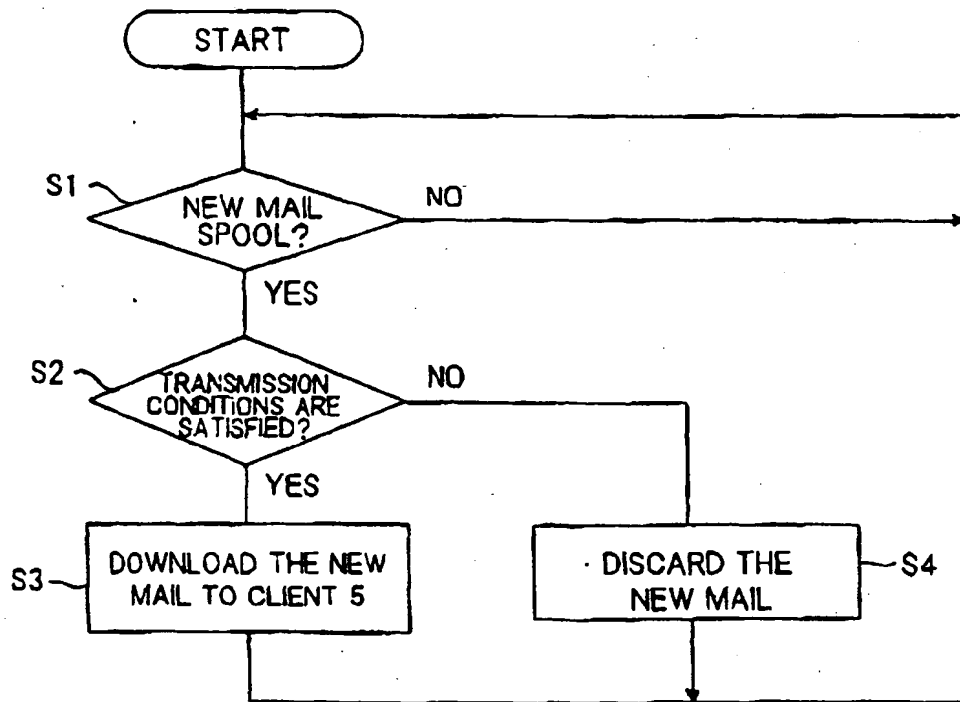 START
S1
NEW MAIL
SPOOL?
NO
YES
S2
TRANSMISSION
CONDITIONS ARE
SATISFIED?
NO
YES
S3
DOWNLOAD THE NEW
MAIL TO CLIENT 5
DISCARD THE
NEW MAIL
S4